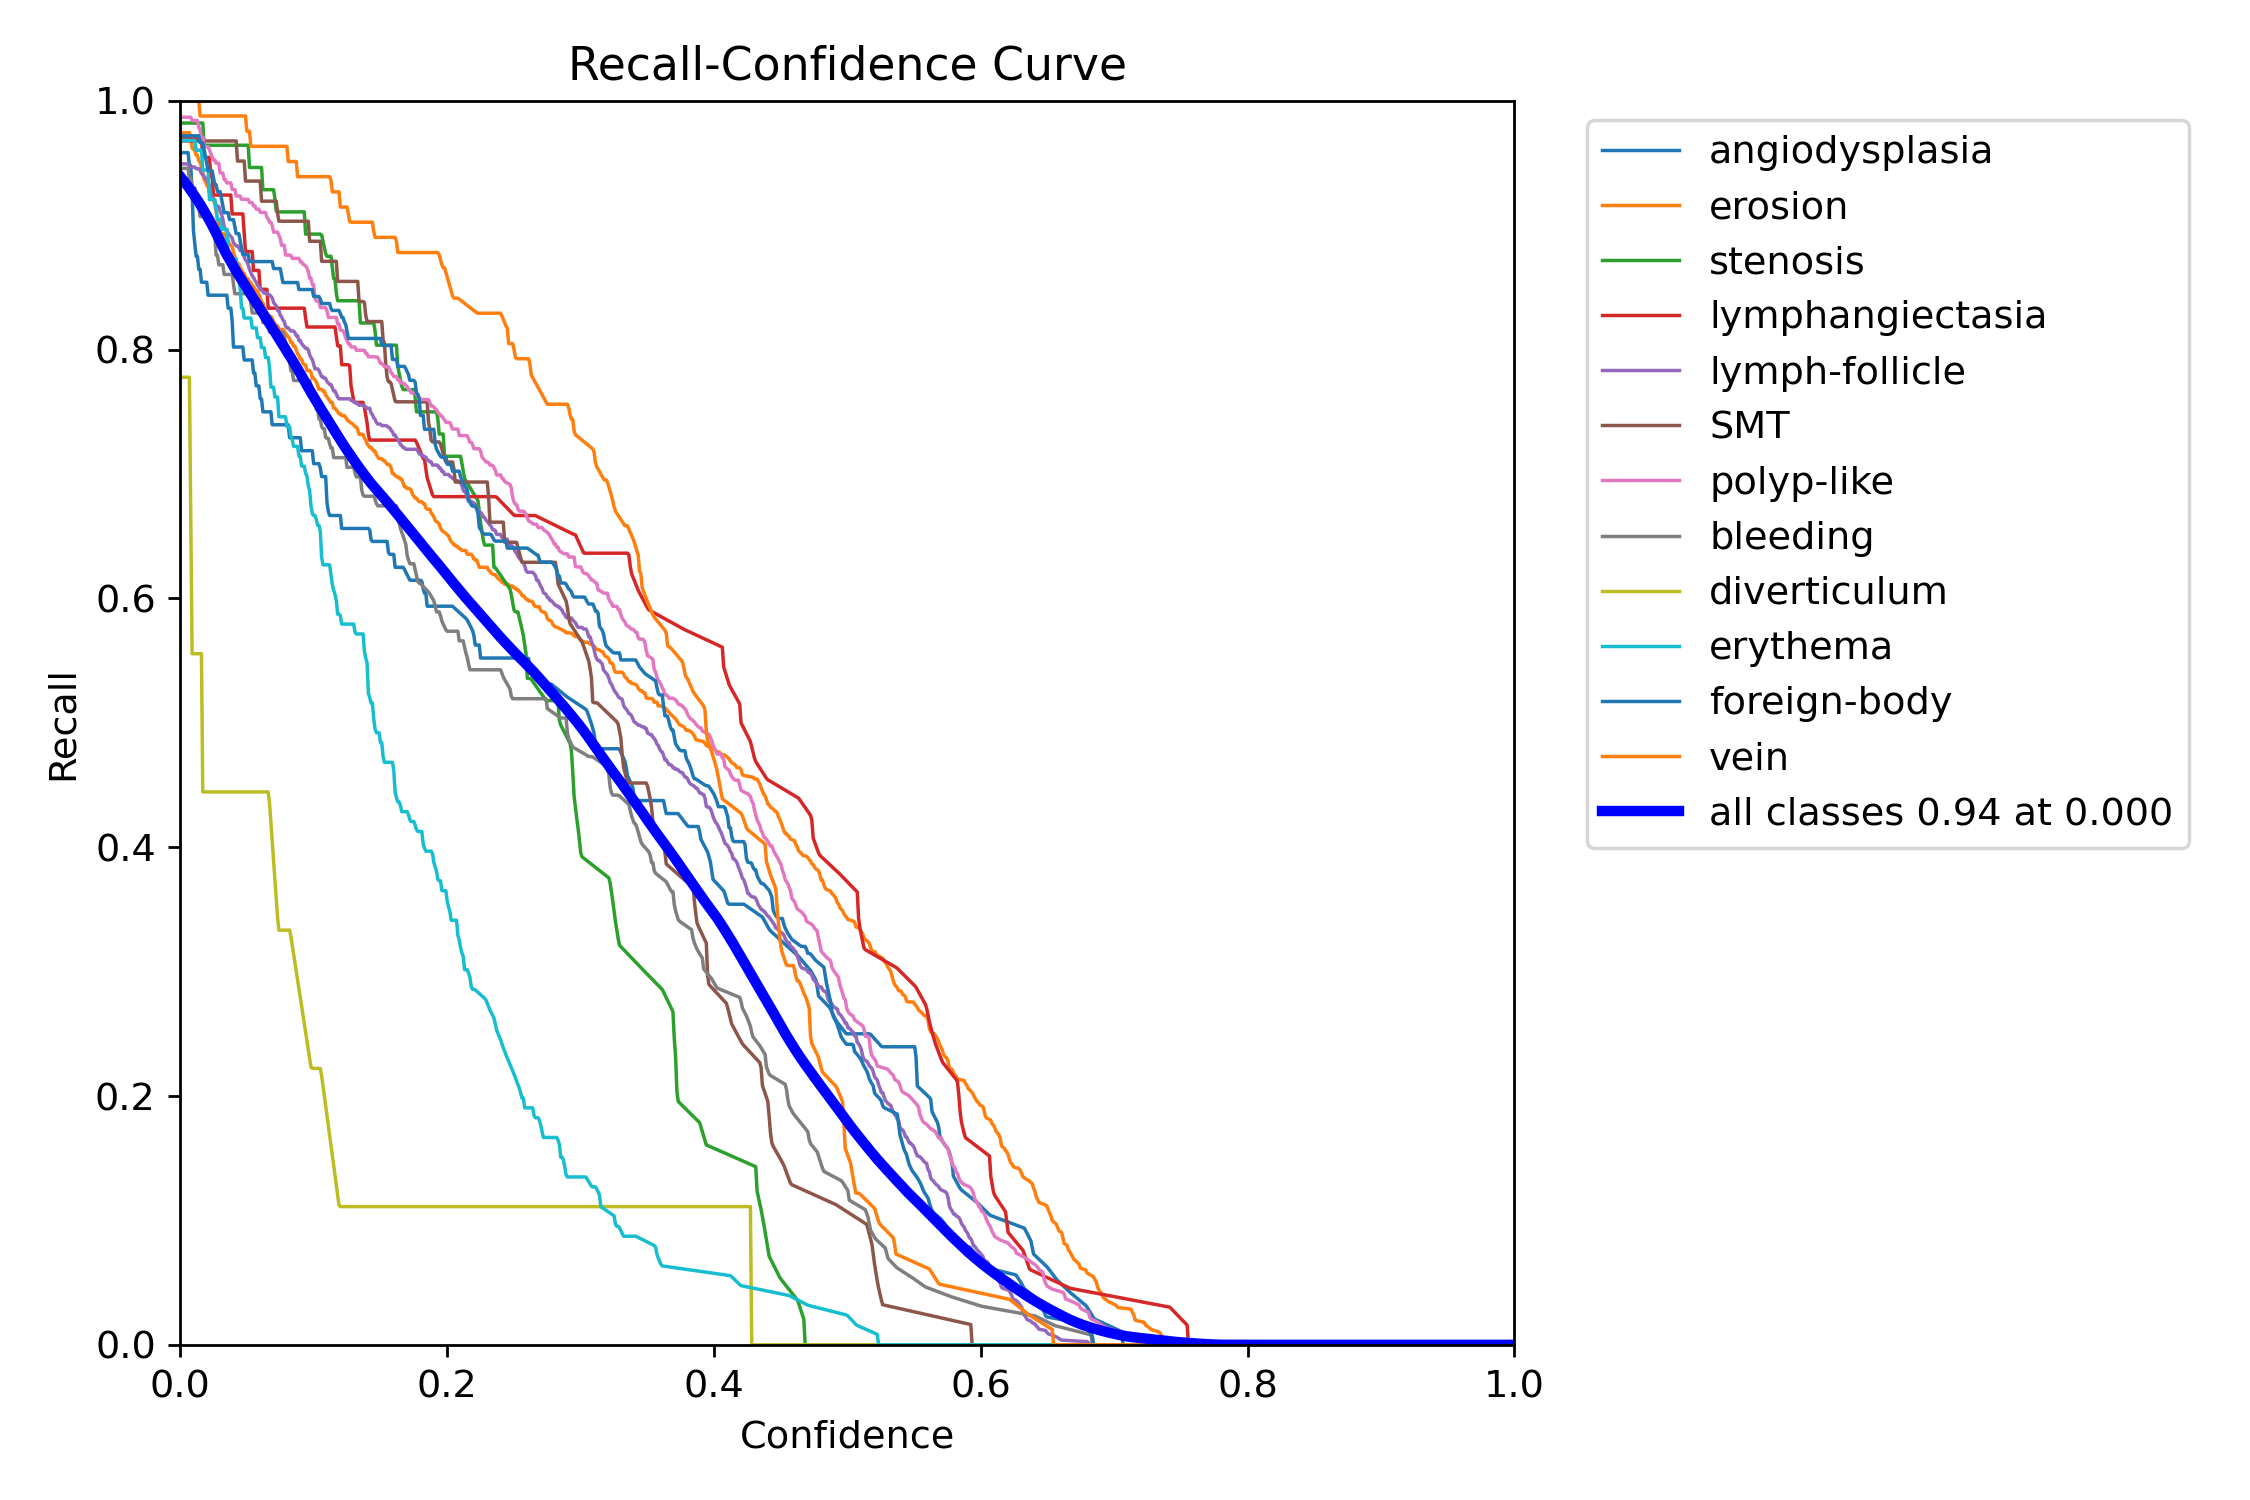 Recall-Confidence Curve
1.0
0.8
0.6
0.4
0.2
0.0
Recall
0.0 0.2 0.4 0.6 0.8 1.0
Confidence
angiodysplasia
erosion
stenosis
lymphangiectasia
lymph-follicle
SMT
polyp-like
bleeding
diverticulum
erythema
foreign-body
vein
all classes 0.94 at 0.000